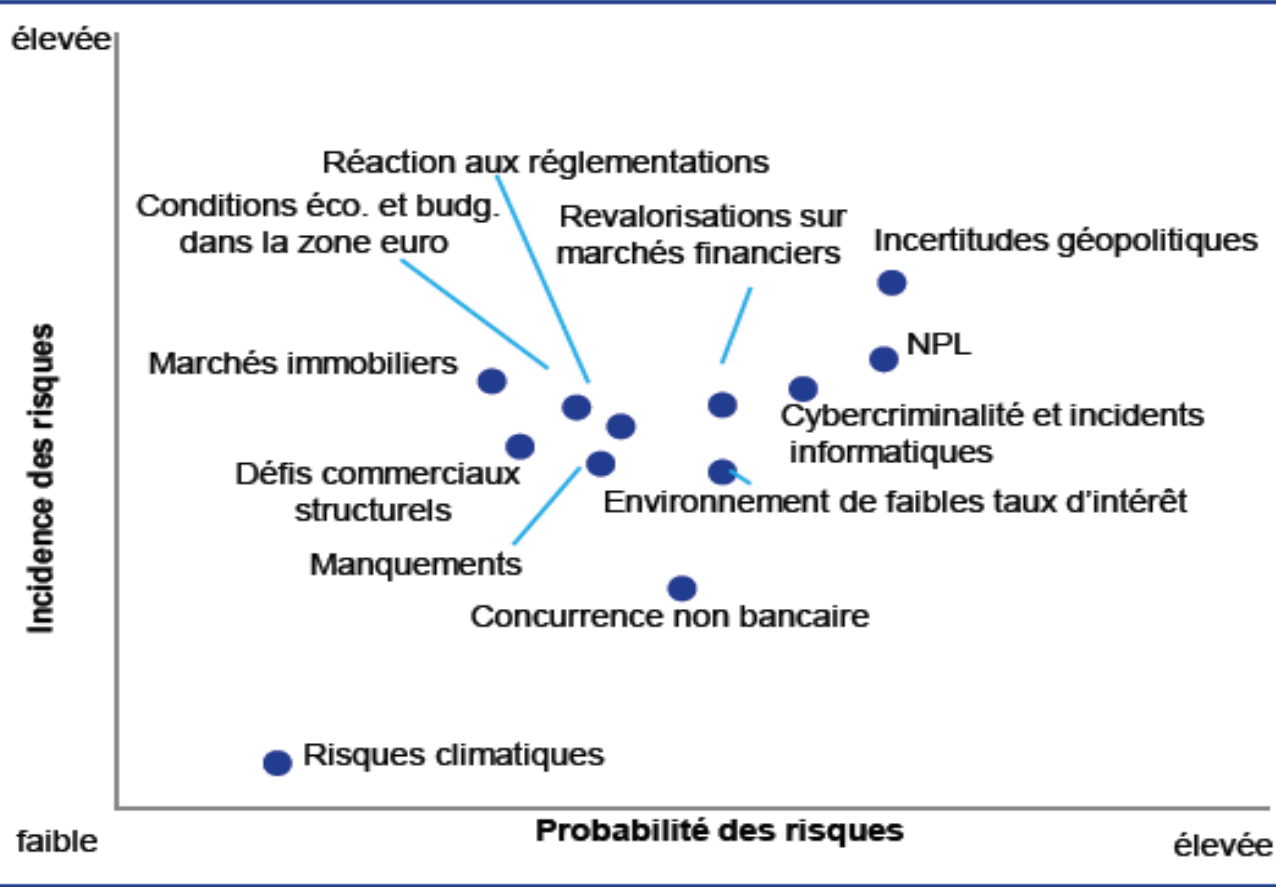 élevée
Réaction aux réglementations
Conditions éco. et budg.
dans la zone euro
Revalorisations sur
marchés financiers
Incertitudes géopolitiques
NPL
Marchés immobiliers
Cybercriminalité et incidents
informatiques
Défis commerciaux
structurels
Environnement de faibles taux d'intérêt
Manquements
Concurrence non bancaire
Risques climatiques
Incidence des risques
faible
Probabilité des risques
élevée